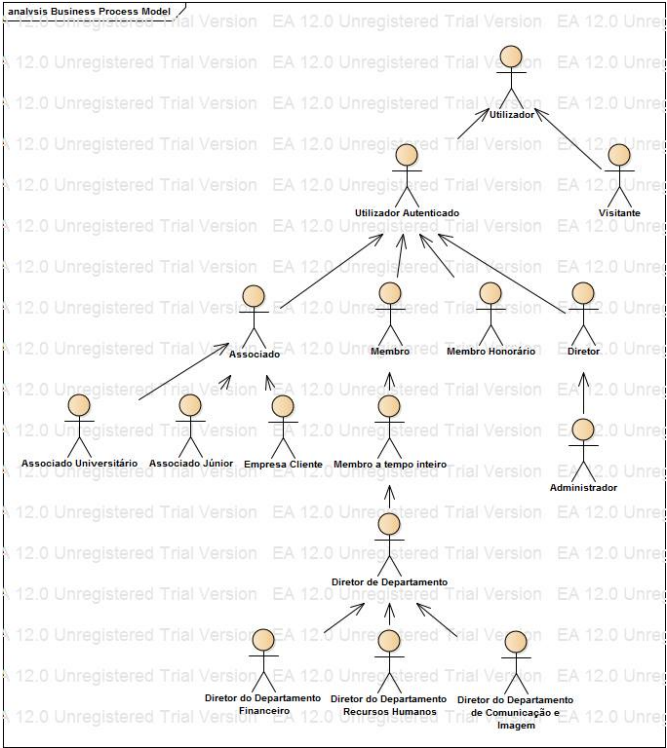 analysis Business Process Model
EA 12.0 Unregistered Trial Version
Utilizador
Utilizador Autenticado
Visitante
Associado
Membro
Membro Honorário
Diretor
Associado Universitário
Associado Júnior
Empresa Cliente
Membro a tempo inteiro
Administrador
Diretor de Departamento
Diretor do Departamento
Financeiro
Diretor do Departamento
Recursos Humanos
Diretor do Departamento
de Comunicação e
Imagem